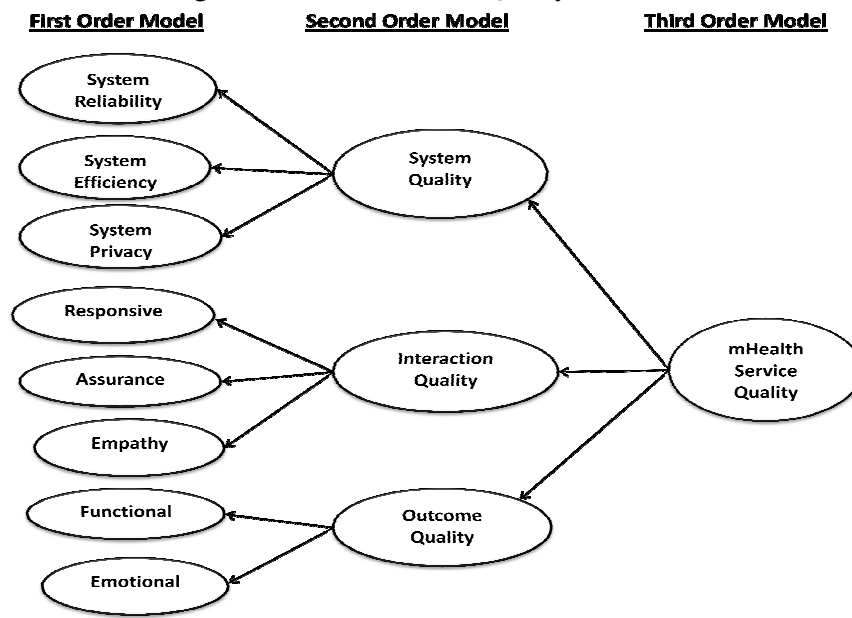 First Order Model
Second Order Model
Third Order Model
System
Reliability
System
Efficiency
System
Privacy
Responsive
Assurance
Empathy
Functional
Emotional
System
Quality
Interaction
Quality
Outcome
Quality
mHealth
Service
Quality